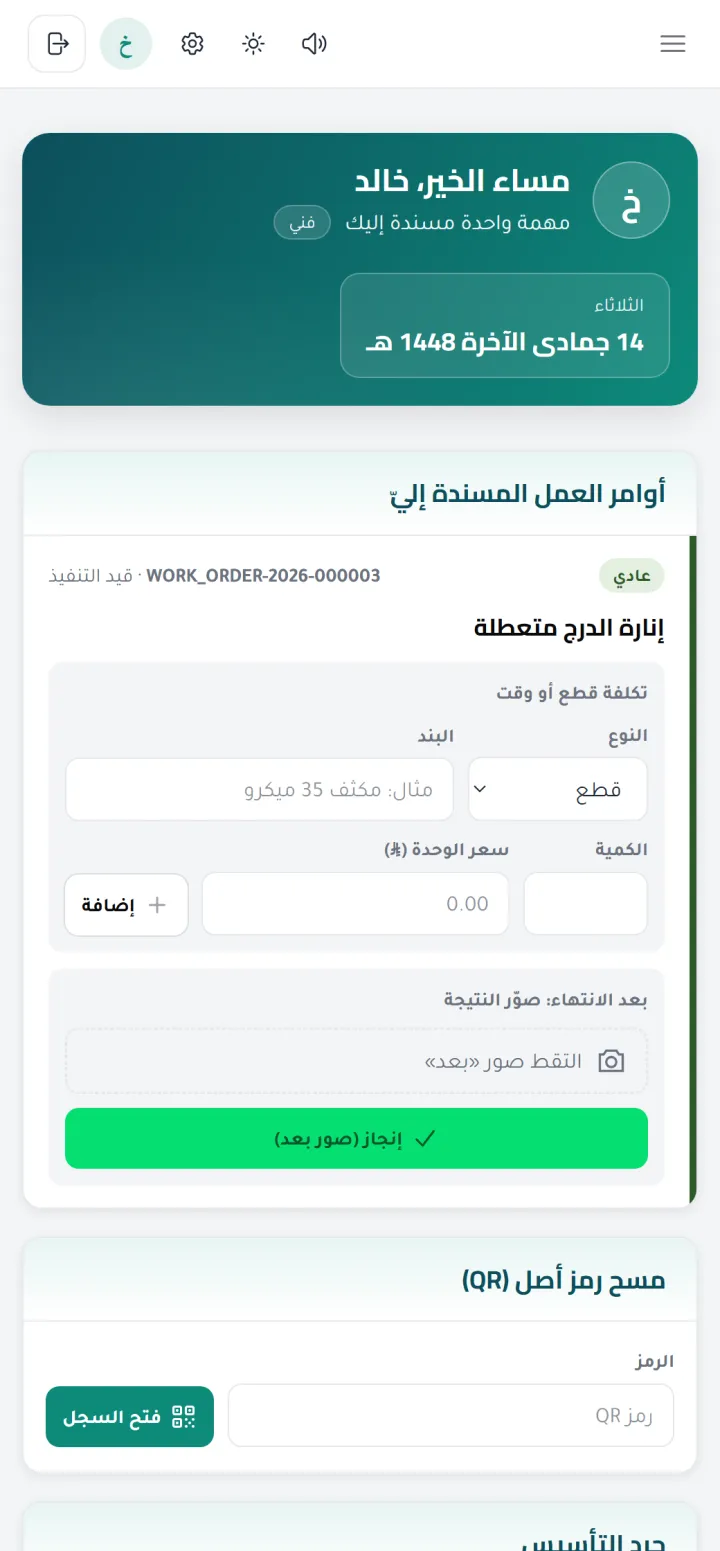 خ
مساء الخير، خالد
خ
مهمة واحدة مسندة إليك
فني
الثلاثاء
14 جمادى الآخرة 1448 هـ
أوامر العمل المسندة إليّ
عادي
WORK_ORDER-2026-000003 · قيد التنفيذ
إنارة الدرج متعطلة
تكلفة قطع أو وقت
النوع
البند
قطع
مثال: مكثف 35 ميكرو
الكمية
سعر الوحدة (⃁)
0.00
إضافة
بعد الانتهاء: صوّر النتيجة
التقط صور «بعد»
إنجاز (صور بعد)
مسح رمز أصل (QR)
الرمز
رمز QR
فتح السجل
جرد التأسيس